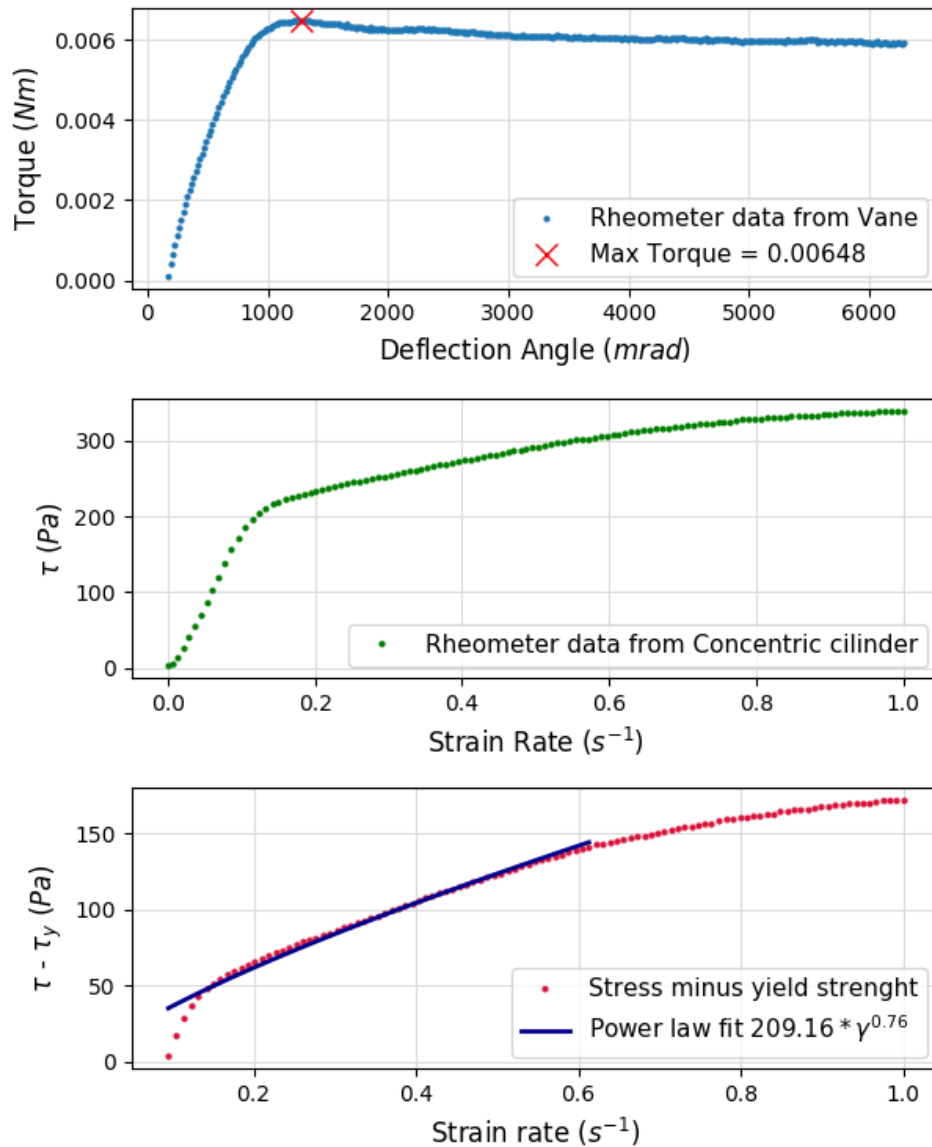 0.006
0.004
0.002
0.000
Torque (Nm)
Rheometer data from Vane
Max Torque = 0.00648
0 1000 2000 3000 4000 5000 6000
Deflection Angle (mrad)
300
200
100
0
τ (Pa)
Rheometer data from Concentric cilinder
0.0 0.2 0.4 0.6 0.8 1.0
Strain Rate (s⁻¹)
150
100
50
0
τ - τ_y (Pa)
Stress minus yield strenght
Power law fit 209.16 * γ^0.76
0.2 0.4 0.6 0.8 1.0
Strain rate (s⁻¹)